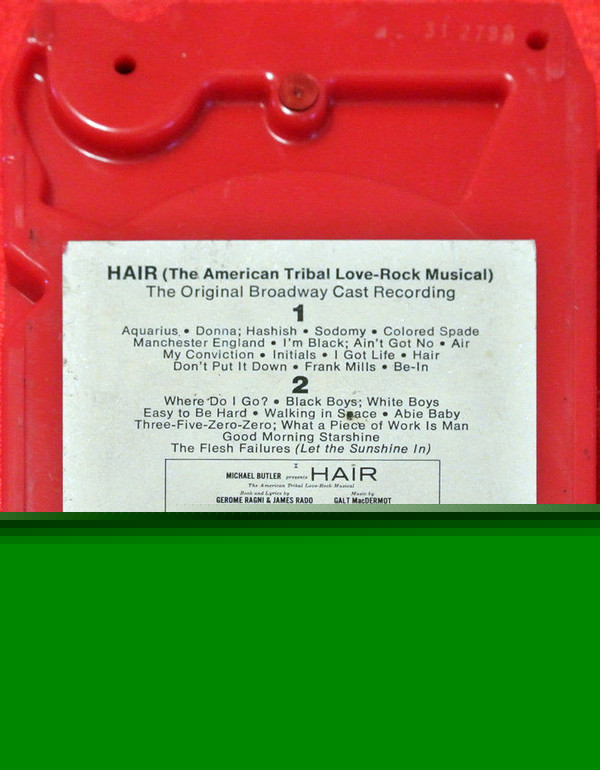 HAIR (The American Tribal Love-Rock Musical)
The Original Broadway Cast Recording
1
Aquarius • Donna; Hashish • Sodomy • Colored Spade
Manchester England • I'm Black; Ain't Got No • Air
My Conviction • Initials • I Got Life • Hair
Don't Put It Down • Frank Mills • Be-In
2
Where Do I Go? • Black Boys; White Boys
Easy to Be Hard • Walking in Space • Abie Baby
Three-Five-Zero-Zero; What a Piece of Work Is Man
Good Morning Starshine
The Flesh Failures (Let the Sunshine In)
MICHAEL BUTLER presents HAIR
The American Tribal Love-Rock Musical
Book and Lyrics by Music by
GEROME RAGNI & JAMES RADO GALT MacDERMOT